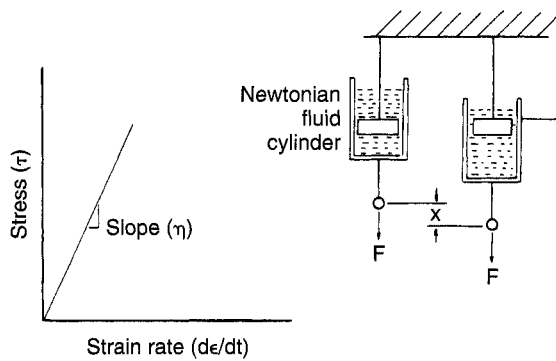 Newtonian
fluid
cylinder
Stress (τ)
Slope (η)
Strain rate (dϵ/dt)
x
F
F